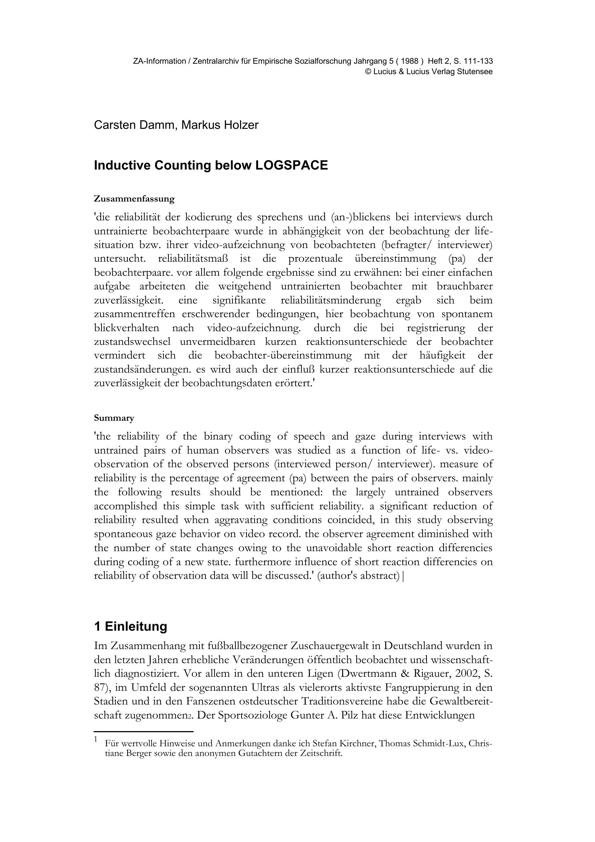 ZA-Information / Zentralarchiv für Empirische Sozialforschung Jahrgang 5 ( 1988 )  Heft 2, S. 111-133
© Lucius & Lucius Verlag Stutensee
Carsten Damm, Markus Holzer
Inductive Counting below LOGSPACE
Zusammenfassung
'die reliabilität der kodierung des sprechens und (an-)blickens bei interviews durch
untrainierte beobachterpaare wurde in abhängigkeit von der beobachtung der life-
situation bzw. ihrer video-aufzeichnung von beobachteten (befragter/ interviewer)
untersucht. reliabilitätsmaß ist die prozentuale übereinstimmung (pa) der
beobachterpaare. vor allem folgende ergebnisse sind zu erwähnen: bei einer einfachen
aufgabe arbeiteten die weitgehend untrainierten beobachter mit brauchbarer
zuverlässigkeit. eine signifikante reliabilitätsminderung ergab sich beim
zusammentreffen erschwerender bedingungen, hier beobachtung von spontanem
blickverhalten nach video-aufzeichnung. durch die bei registrierung der
zustandswechsel unvermeidbaren kurzen reaktionsunterschiede der beobachter
vermindert sich die beobachter-übereinstimmung mit der häufigkeit der
zustandsänderungen. es wird auch der einfluß kurzer reaktionsunterschiede auf die
zuverlässigkeit der beobachtungsdaten erörtert.'
Summary
'the reliability of the binary coding of speech and gaze during interviews with
untrained pairs of human observers was studied as a function of life- vs. video-
observation of the observed persons (interviewed person/ interviewer). measure of
reliability is the percentage of agreement (pa) between the pairs of observers. mainly
the following results should be mentioned: the largely untrained observers
accomplished this simple task with sufficient reliability. a significant reduction of
reliability resulted when aggravating conditions coincided, in this study observing
spontaneous gaze behavior on video record. the observer agreement diminished with
the number of state changes owing to the unavoidable short reaction differencies
during coding of a new state. furthermore influence of short reaction differencies on
reliability of observation data will be discussed.' (author's abstract)|
1 Einleitung
Im Zusammenhang mit fußballbezogener Zuschauergewalt in Deutschland wurden in
den letzten Jahren erhebliche Veränderungen öffentlich beobachtet und wissenschaft-
lich diagnostiziert. Vor allem in den unteren Ligen (Dwertmann & Rigauer, 2002, S.
87), im Umfeld der sogenannten Ultras als vielerorts aktivste Fangruppierung in den
Stadien und in den Fanszenen ostdeutscher Traditionsvereine habe die Gewaltbereit-
schaft zugenommen2. Der Sportsoziologe Gunter A. Pilz hat diese Entwicklungen
1 Für wertvolle Hinweise und Anmerkungen danke ich Stefan Kirchner, Thomas Schmidt-Lux, Chris-
tiane Berger sowie den anonymen Gutachtern der Zeitschrift.